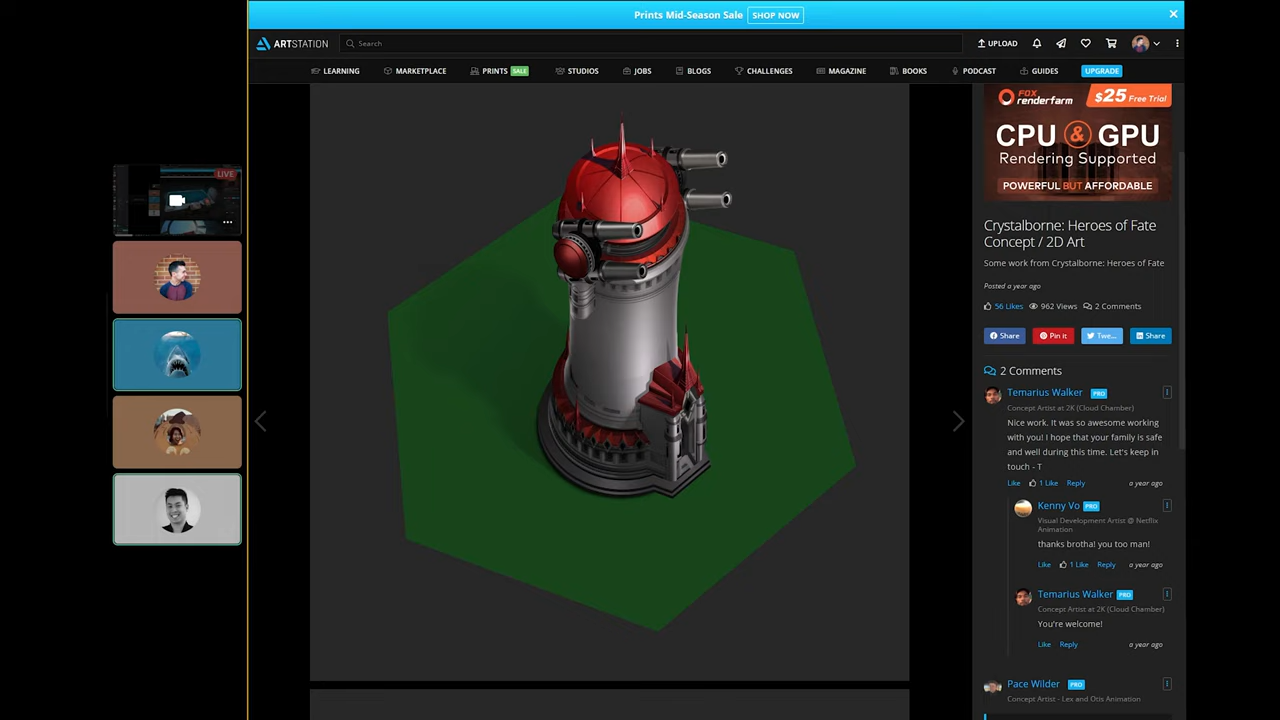 Prints Mid-Season Sale SHOP NOW
ARTSTATION Search UPLOAD
LEARNING MARKETPLACE PRINTS SALE STUDIOS JOBS BLOGS CHALLENGES MAGAZINE BOOKS PODCAST GUIDES UPGRADE
LIVE
FOX renderfarm $25 Free Trial
CPU & GPU
Rendering Supported
POWERFUL BUT AFFORDABLE
Crystalborne: Heroes of Fate
Concept / 2D Art
Some work from Crystalborne: Heroes of Fate
Posted a year ago
56 Likes 962 Views 2 Comments
Share Pin it Twe... Share
2 Comments
Temarius Walker PRO
Concept Artist at 2K (Cloud Chamber)
Nice work. It was so awesome working
with you! I hope that your family is safe
and well during this time. Let's keep in
touch - T
Like 1 Like Reply a year ago
Kenny Vo PRO
Visual Development Artist @ Netflix
Animation
thanks brotha! you too man!
Like 1 Like Reply a year ago
Temarius Walker PRO
Concept Artist at 2K (Cloud Chamber)
You're welcome!
Like Reply a year ago
Pace Wilder PRO
Concept Artist - Lex and Otis Animation